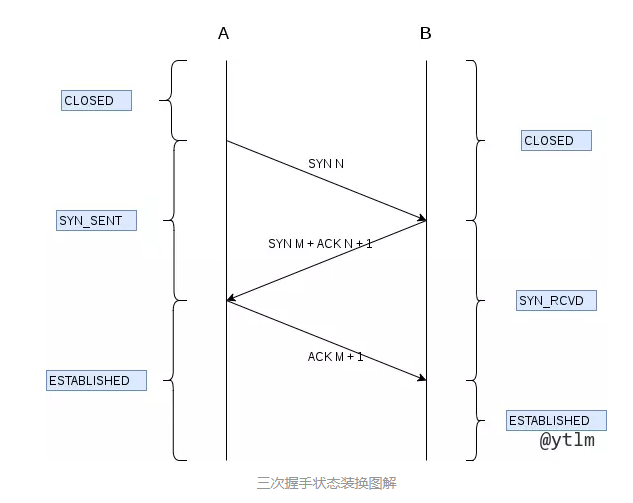 A
B
CLOSED
CLOSED
SYN N
SYN_SENT
SYN M + ACK N + 1
SYN_RCVD
ACK M + 1
ESTABLISHED
ESTABLISHED
@ytlm
三次握手状态装换图解